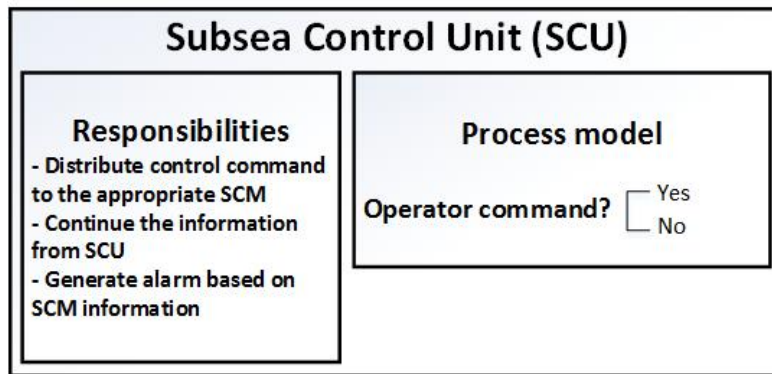 Subsea Control Unit (SCU)
Responsibilities
- Distribute control command
to the appropriate SCM
- Continue the information
from SCU
- Generate alarm based on
SCM information
Process model
Operator command?
Yes
No